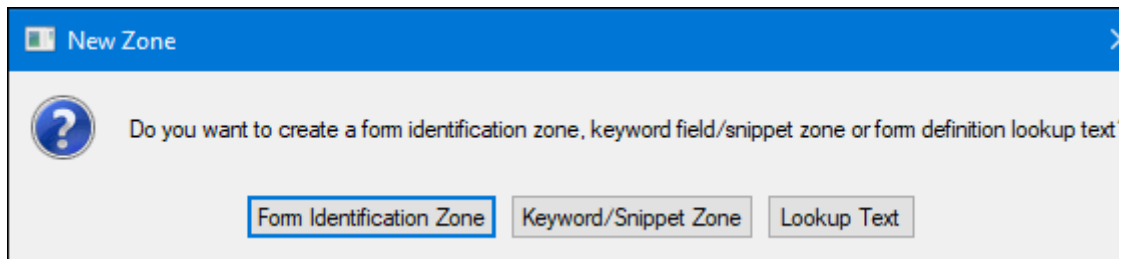 New Zone
Do you want to create a form identification zone, keyword field/snippet zone or form definition lookup text?
Form Identification Zone Keyword/Snippet Zone Lookup Text